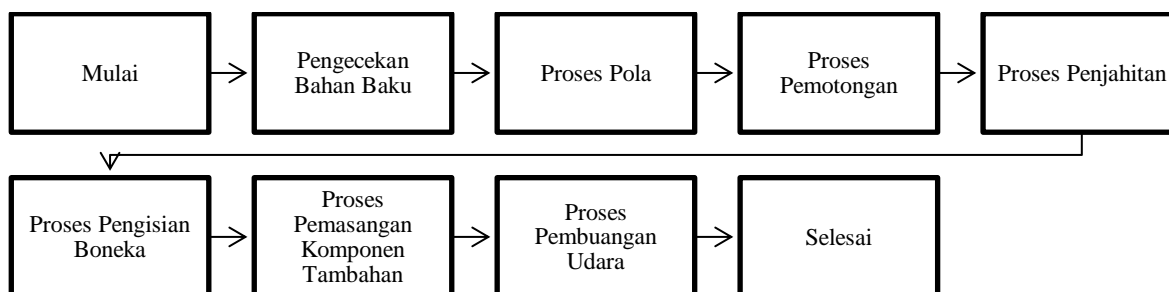 Mulai
Pengecekan
Bahan Baku
Proses Pola
Proses
Pemotongan
Proses Penjahitan
Proses Pengisian
Boneka
Proses
Pemasangan
Komponen
Tambahan
Proses
Pembuangan
Udara
Selesai